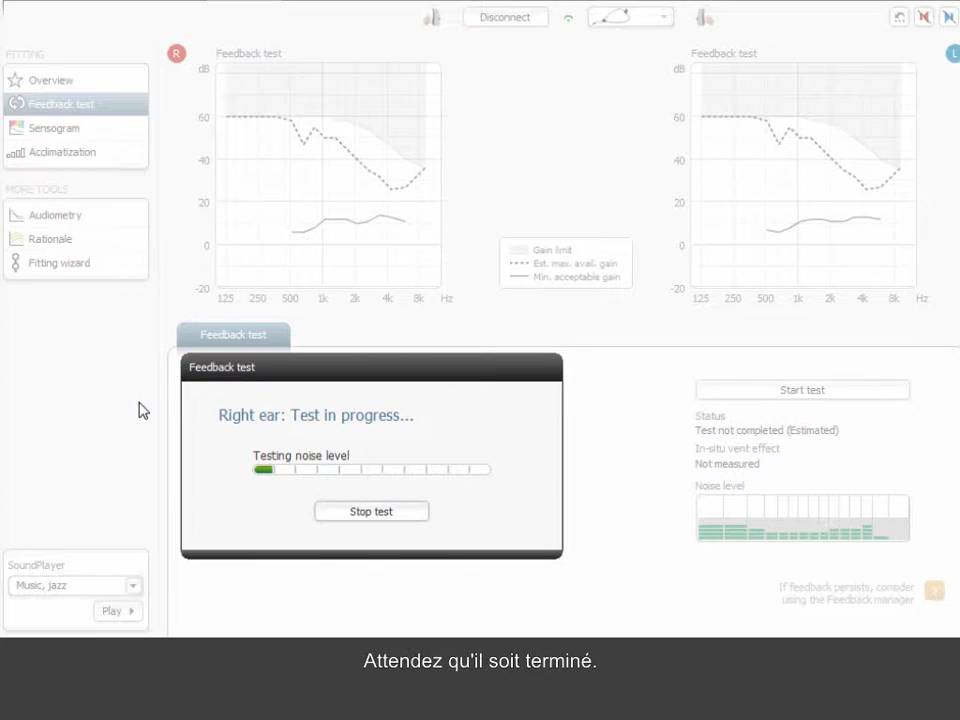 Disconnect
FITTING
Overview
Feedback test
Sensogram
Acclimatization
MORE TOOLS
Audiometry
Rationale
Fitting wizard
R
Feedback test
dB
60
40
20
0
-20
125 250 500 1k 2k 4k 8k Hz
Gain limit
Est. max. avail. gain
Min. acceptable gain
Feedback test
L
dB
60
40
20
0
-20
125 250 500 1k 2k 4k 8k Hz
Feedback test
Feedback test
Right ear: Test in progress...
Testing noise level
Stop test
Start test
Status
Test not completed (Estimated)
In-situ vent effect
Not measured
Noise level
If feedback persists, consider
using the Feedback manager
SoundPlayer
Music, jazz
Play
Attendez qu'il soit terminé.